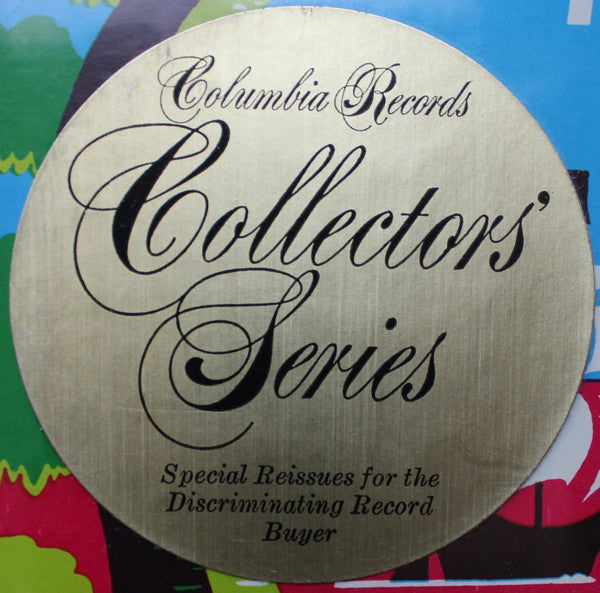 Columbia Records
Collectors'
Series
Special Reissues for the
Discriminating Record
Buyer